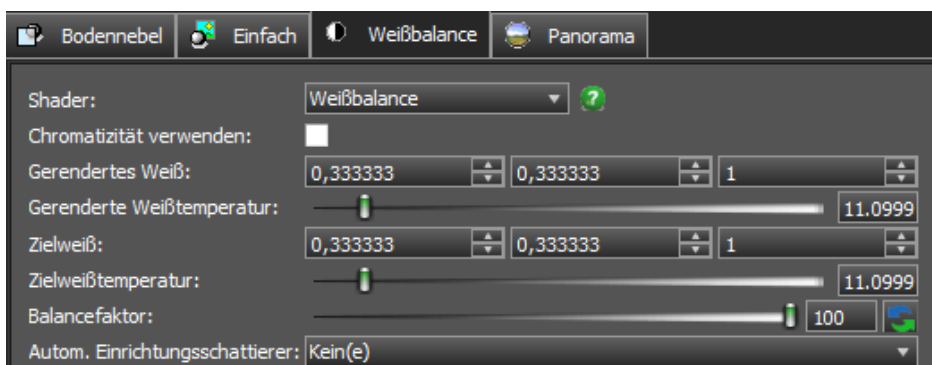 Bodennebel Einfach Weißbalance Panorama
Shader: Weißbalance ?
Chromatizität verwenden:
Gerendertes Weiß: 0,333333 0,333333 1
Gerenderte Weißtemperatur: 11.0999
Zielweiß: 0,333333 0,333333 1
Zielweißtemperatur: 11.0999
Balancefaktor: 100
Autom. Einrichtungsschattierer: Kein(e)